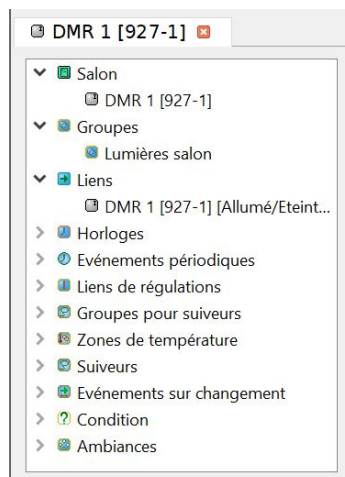 DMR 1 [927-1]
Salon
DMR 1 [927-1]
Groupes
Lumières salon
Liens
DMR 1 [927-1] [Allumé/Eteint...
Horloges
Evénements périodiques
Liens de régulations
Groupes pour suiveurs
Zones de température
Suiveurs
Evénements sur changement
Condition
Ambiances